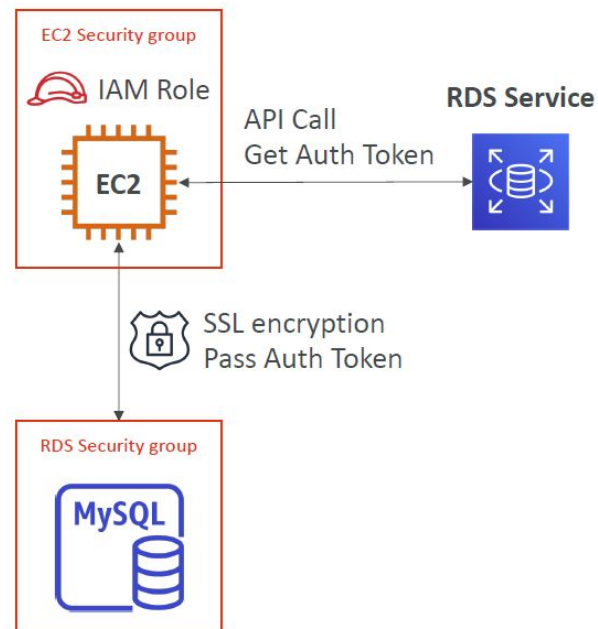 EC2 Security group
IAM Role
RDS Service
API Call
Get Auth Token
EC2
SSL encryption
Pass Auth Token
RDS Security group
MySQL